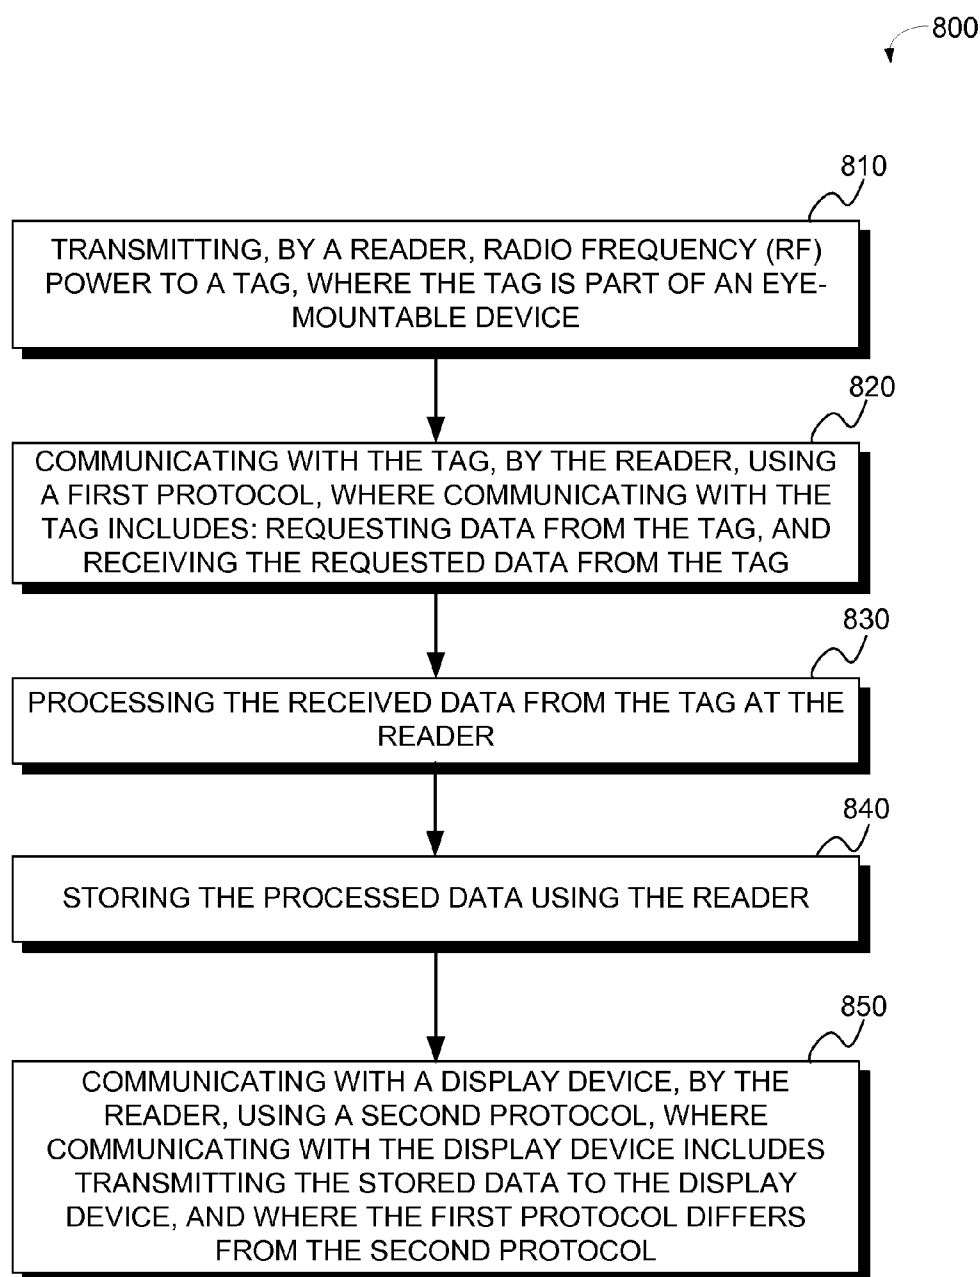 800
810
TRANSMITTING, BY A READER, RADIO FREQUENCY (RF)
POWER TO A TAG, WHERE THE TAG IS PART OF AN EYE-
MOUNTABLE DEVICE
820
COMMUNICATING WITH THE TAG, BY THE READER, USING
A FIRST PROTOCOL, WHERE COMMUNICATING WITH THE
TAG INCLUDES: REQUESTING DATA FROM THE TAG, AND
RECEIVING THE REQUESTED DATA FROM THE TAG
830
PROCESSING THE RECEIVED DATA FROM THE TAG AT THE
READER
840
STORING THE PROCESSED DATA USING THE READER
850
COMMUNICATING WITH A DISPLAY DEVICE, BY THE
READER, USING A SECOND PROTOCOL, WHERE
COMMUNICATING WITH THE DISPLAY DEVICE INCLUDES
TRANSMITTING THE STORED DATA TO THE DISPLAY
DEVICE, AND WHERE THE FIRST PROTOCOL DIFFERS
FROM THE SECOND PROTOCOL